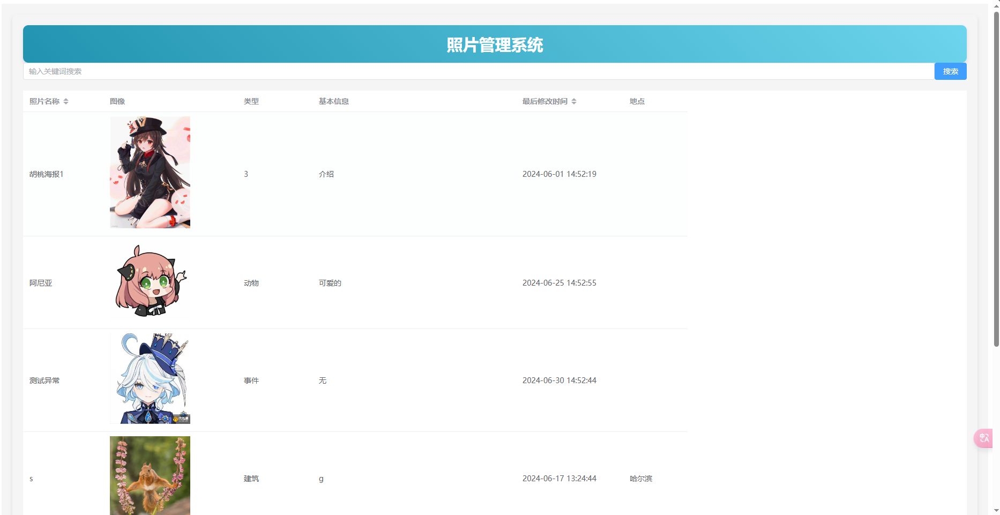 照片管理系统
输入关键词搜索 搜索
照片名称 图像 类型 基本信息 最后修改时间 地点
胡桃海报1 3 介绍 2024-06-01 14:52:19
阿尼亚 动物 可爱的 2024-06-25 14:52:55
测试异常 事件 无 2024-06-30 14:52:44
s 建筑 g 2024-06-17 13:24:44 哈尔滨